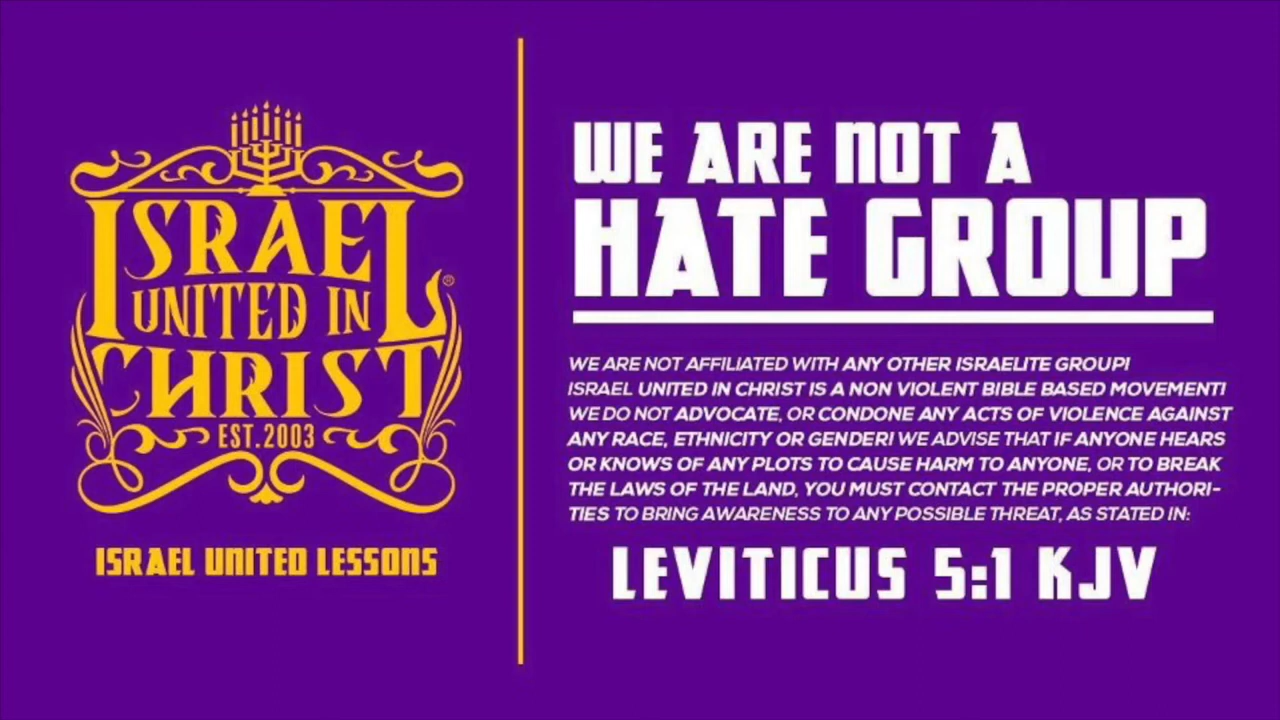 ISRAEL
UNITED IN
CHRIST
EST.2003
®
ISRAEL UNITED LESSONS
WE ARE NOT A
HATE GROUP
WE ARE NOT AFFILIATED WITH ANY OTHER ISRAELITE GROUP!
ISRAEL UNITED IN CHRIST IS A NON VIOLENT BIBLE BASED MOVEMENT!
WE DO NOT ADVOCATE, OR CONDONE ANY ACTS OF VIOLENCE AGAINST
ANY RACE, ETHNICITY OR GENDER! WE ADVISE THAT IF ANYONE HEARS
OR KNOWS OF ANY PLOTS TO CAUSE HARM TO ANYONE, OR TO BREAK
THE LAWS OF THE LAND, YOU MUST CONTACT THE PROPER AUTHORI-
TIES TO BRING AWARENESS TO ANY POSSIBLE THREAT, AS STATED IN:
LEVITICUS 5:1 KJV